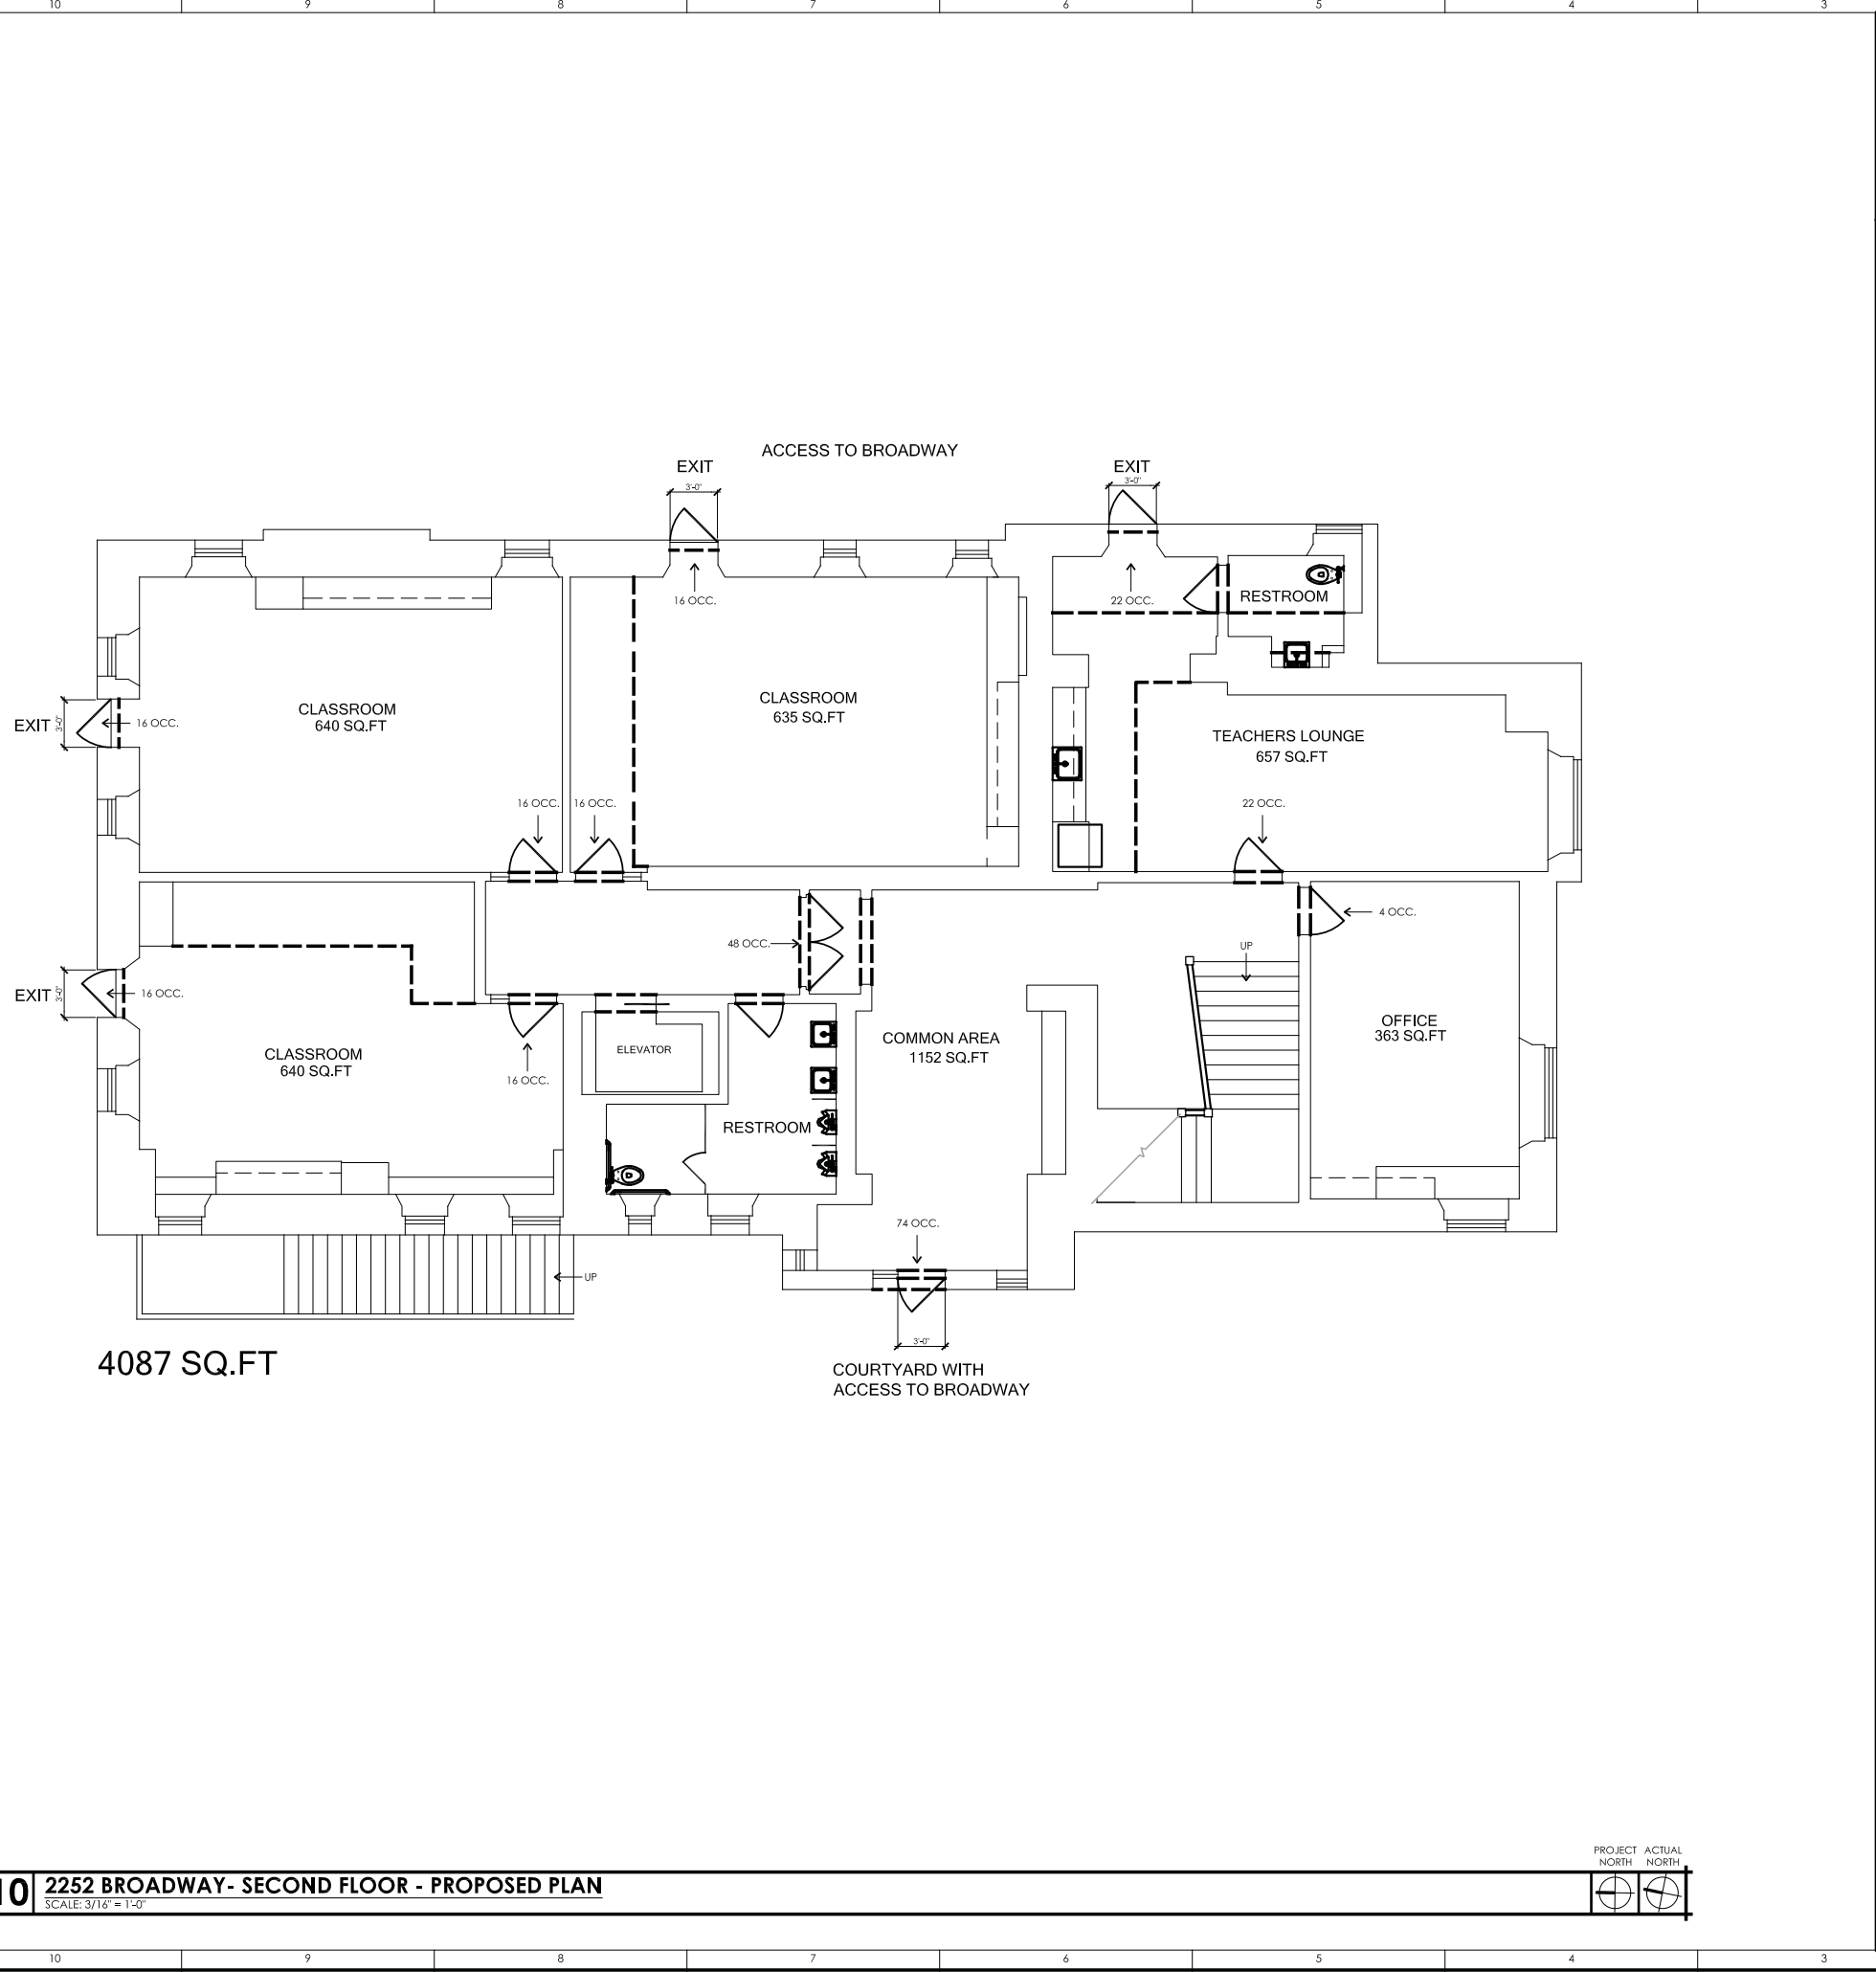 10 9 8 7 6 5 4 3
ACCESS TO BROADWAY
EXIT
3'-0"
EXIT
3'-0"
16 OCC.
22 OCC.
RESTROOM
CLASSROOM
640 SQ.FT
CLASSROOM
635 SQ.FT
EXIT
3'-0"
16 OCC.
TEACHERS LOUNGE
657 SQ.FT
16 OCC.
16 OCC.
22 OCC.
4 OCC.
48 OCC.
UP
EXIT
3'-0"
16 OCC.
CLASSROOM
640 SQ.FT
16 OCC.
ELEVATOR
COMMON AREA
1152 SQ.FT
OFFICE
363 SQ.FT
RESTROOM
74 OCC.
UP
3'-0"
4087 SQ.FT
COURTYARD WITH
ACCESS TO BROADWAY
PROJECT
NORTH
ACTUAL
NORTH
10
2252 BROADWAY- SECOND FLOOR - PROPOSED PLAN
SCALE: 3/16" = 1'-0"
10 9 8 7 6 5 4 3